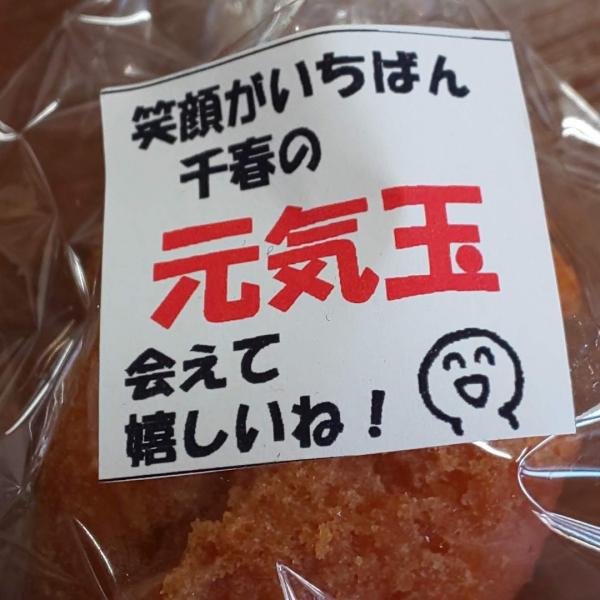 笑顔がいちばん
千春の
元気玉
会えて
嬉しいね！